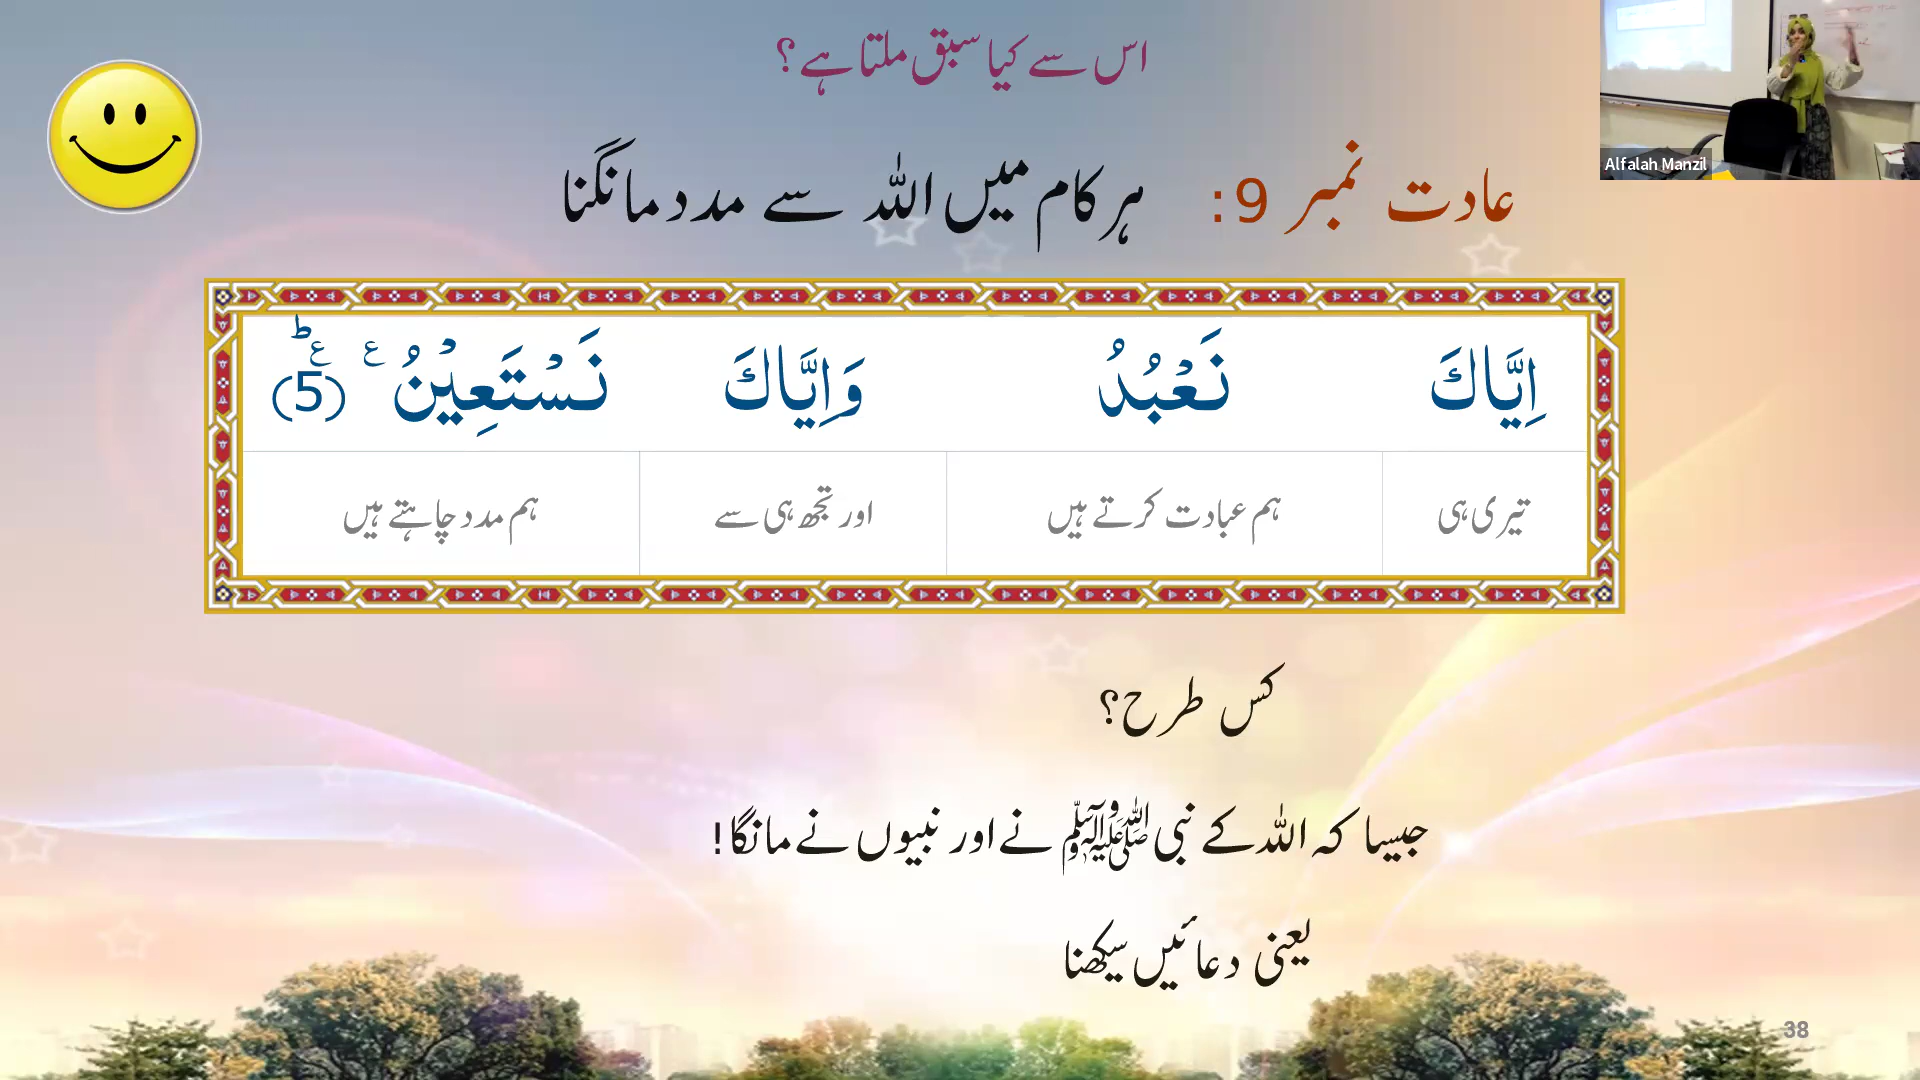 اس سے کیا سبق ملتا ہے؟
عادت نمبر 9: ہر کام میں اللہ سے مدد مانگنا
Alfalah Manzil
اِيَّاكَ نَعْبُدُ وَاِيَّاكَ نَسْتَعِيْنُ ۧ (5)ؕ ۧ
تیری ہی ہم عبادت کرتے ہیں اور تجھ ہی سے ہم مدد چاہتے ہیں
کس طرح؟
جیسا کہ اللہ کے نبی ﷺ نے اور نبیوں نے مانگا!
یعنی دعائیں سیکھنا
38